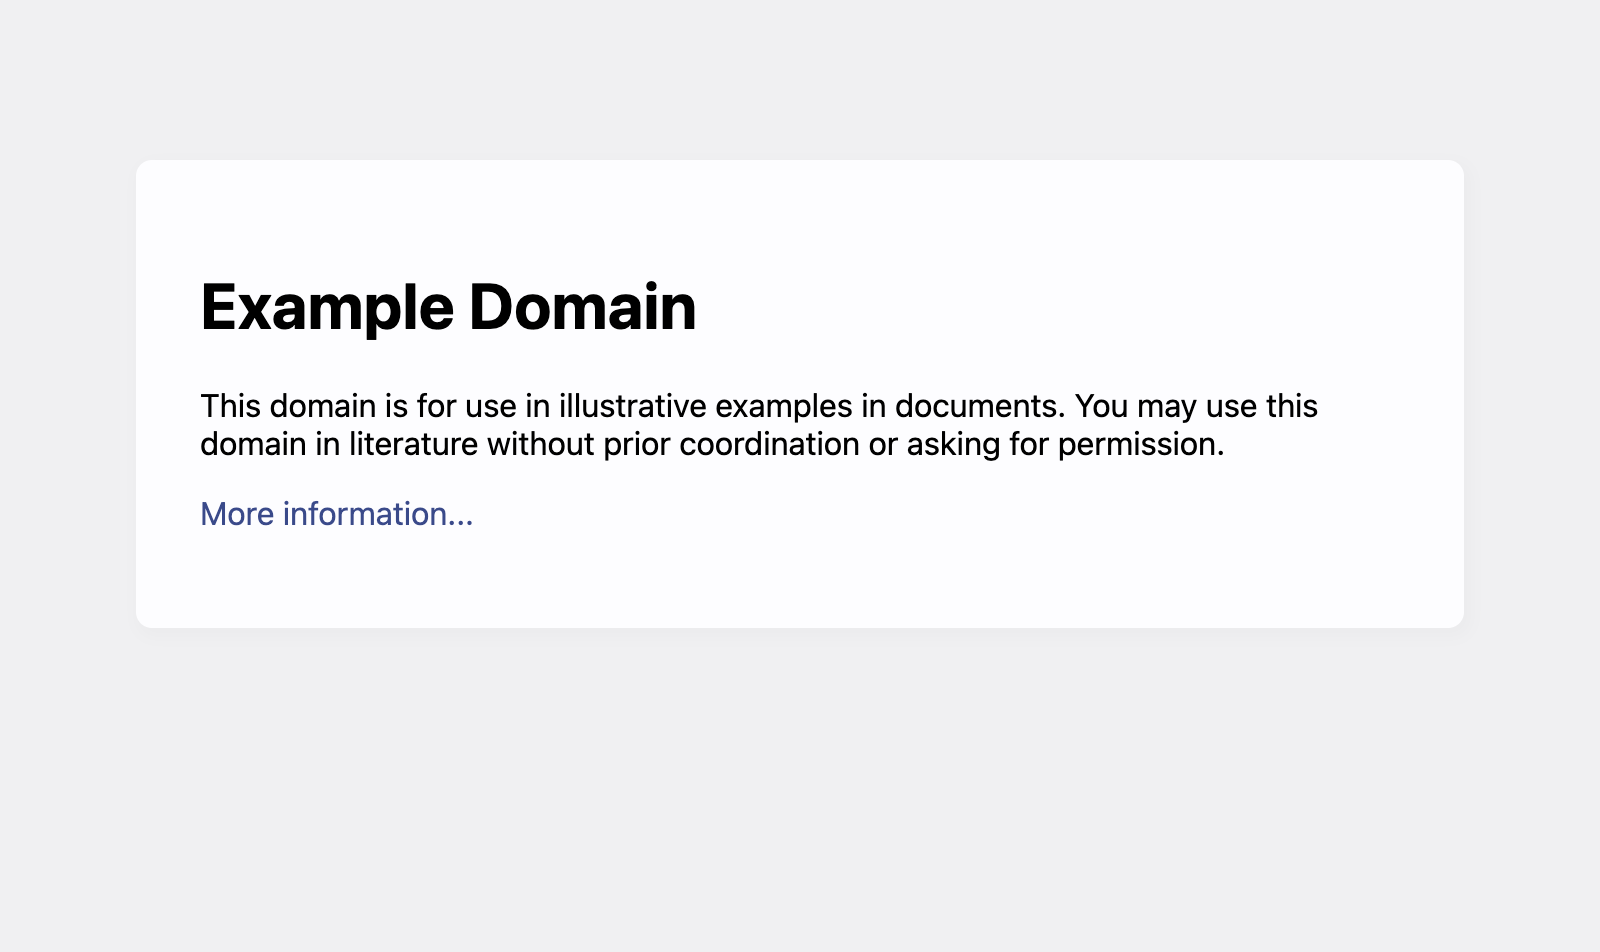 Example Domain
This domain is for use in illustrative examples in documents. You may use this
domain in literature without prior coordination or asking for permission.
More information...